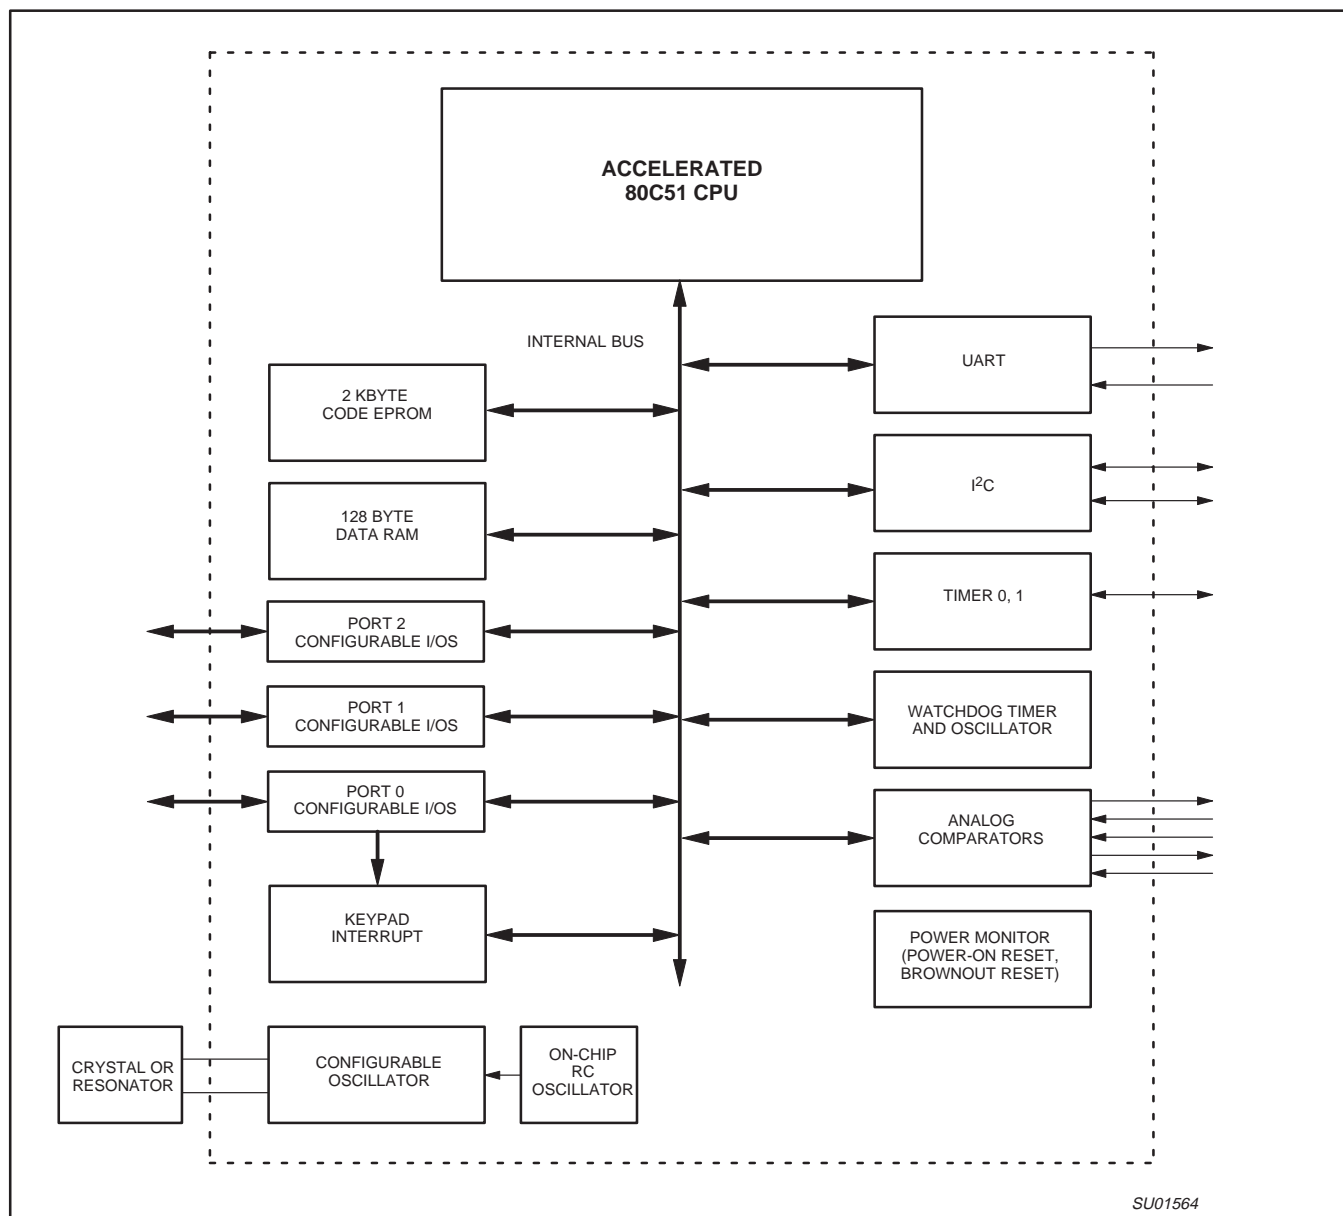 ACCELERATED
80C51 CPU
INTERNAL BUS
UART
2 KBYTE
CODE EPROM
I²C
128 BYTE
DATA RAM
TIMER 0, 1
PORT 2
CONFIGURABLE I/OS
PORT 1
CONFIGURABLE I/OS
WATCHDOG TIMER
AND OSCILLATOR
PORT 0
CONFIGURABLE I/OS
ANALOG
COMPARATORS
KEYPAD
INTERRUPT
POWER MONITOR
(POWER-ON RESET,
BROWNOUT RESET)
CRYSTAL OR
RESONATOR
CONFIGURABLE
OSCILLATOR
ON-CHIP
RC
OSCILLATOR
SU01564